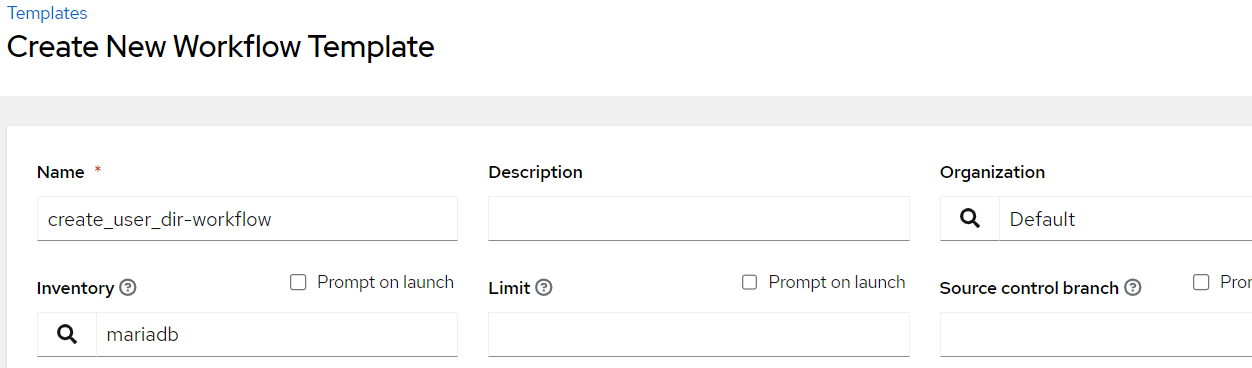 Templates
Create New Workflow Template
Name * Description Organization
create_user_dir-workflow Default
Inventory Prompt on launch Limit Prompt on launch Source control branch
mariadb